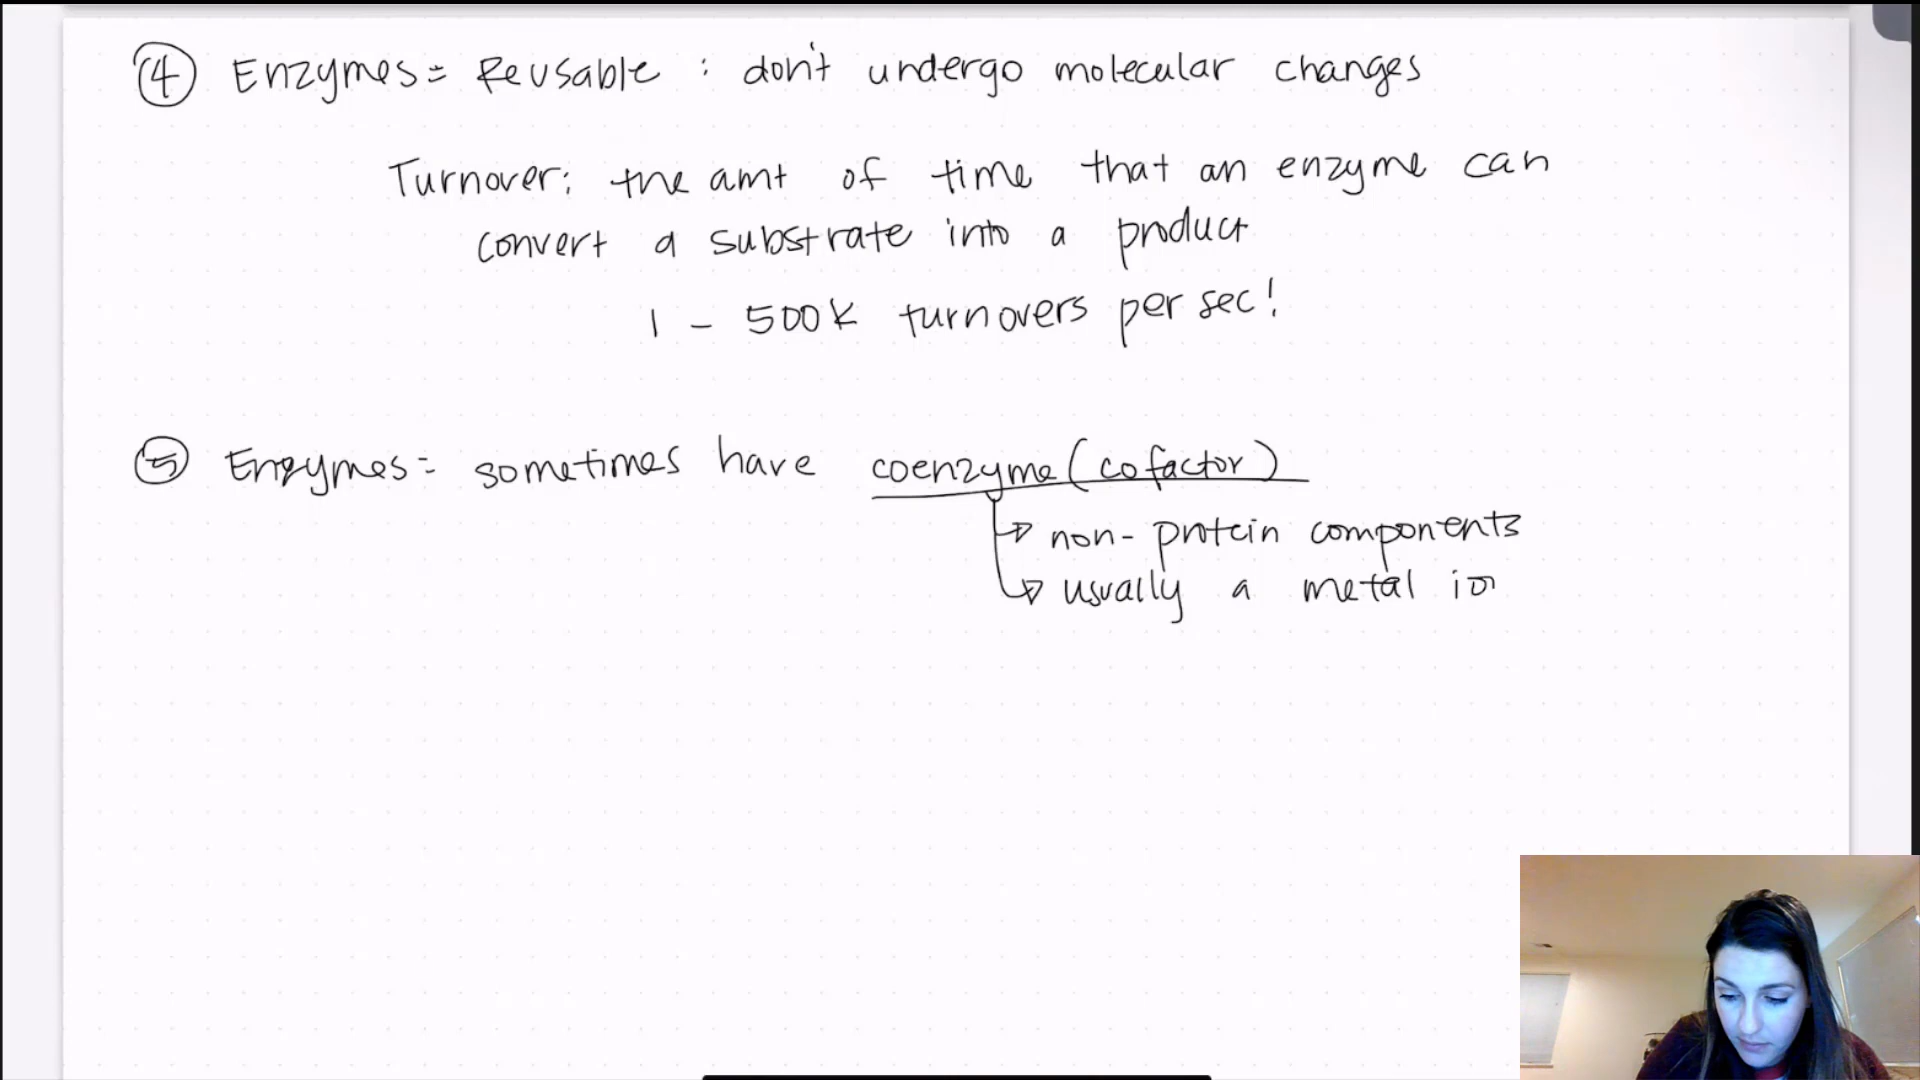 ④ Enzymes = Reusable : don't undergo molecular changes
Turnover: the amt of time that an enzyme can
convert a substrate into a product
1 - 500k turnovers per sec!
⑤ Enzymes = sometimes have coenzyme (cofactor)
non-protein components
usually a metal ion